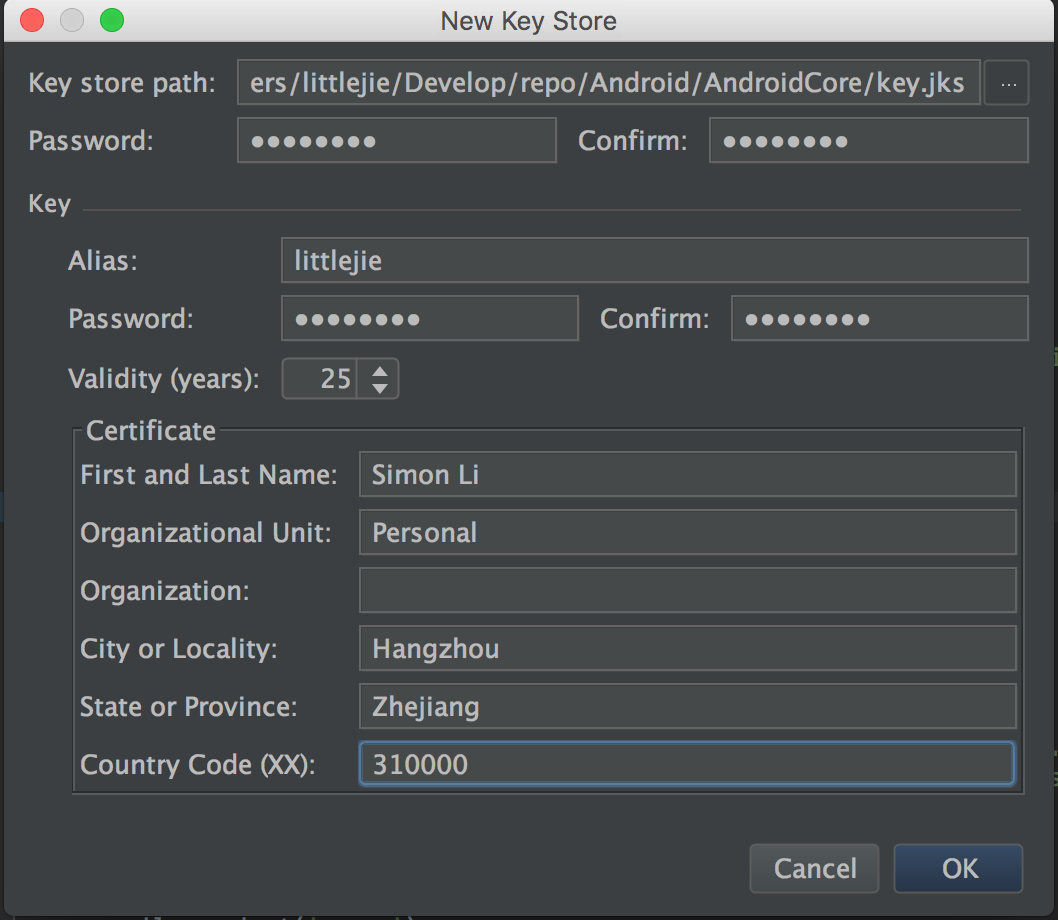 New Key Store
Key store path: ers/littlejie/Develop/repo/Android/AndroidCore/key.jks ...
Password: ●●●●●●●● Confirm: ●●●●●●●●
Key
Alias: littlejie
Password: ●●●●●●●● Confirm: ●●●●●●●●
Validity (years): 25
Certificate
First and Last Name: Simon Li
Organizational Unit: Personal
Organization:
City or Locality: Hangzhou
State or Province: Zhejiang
Country Code (XX): 310000
Cancel OK